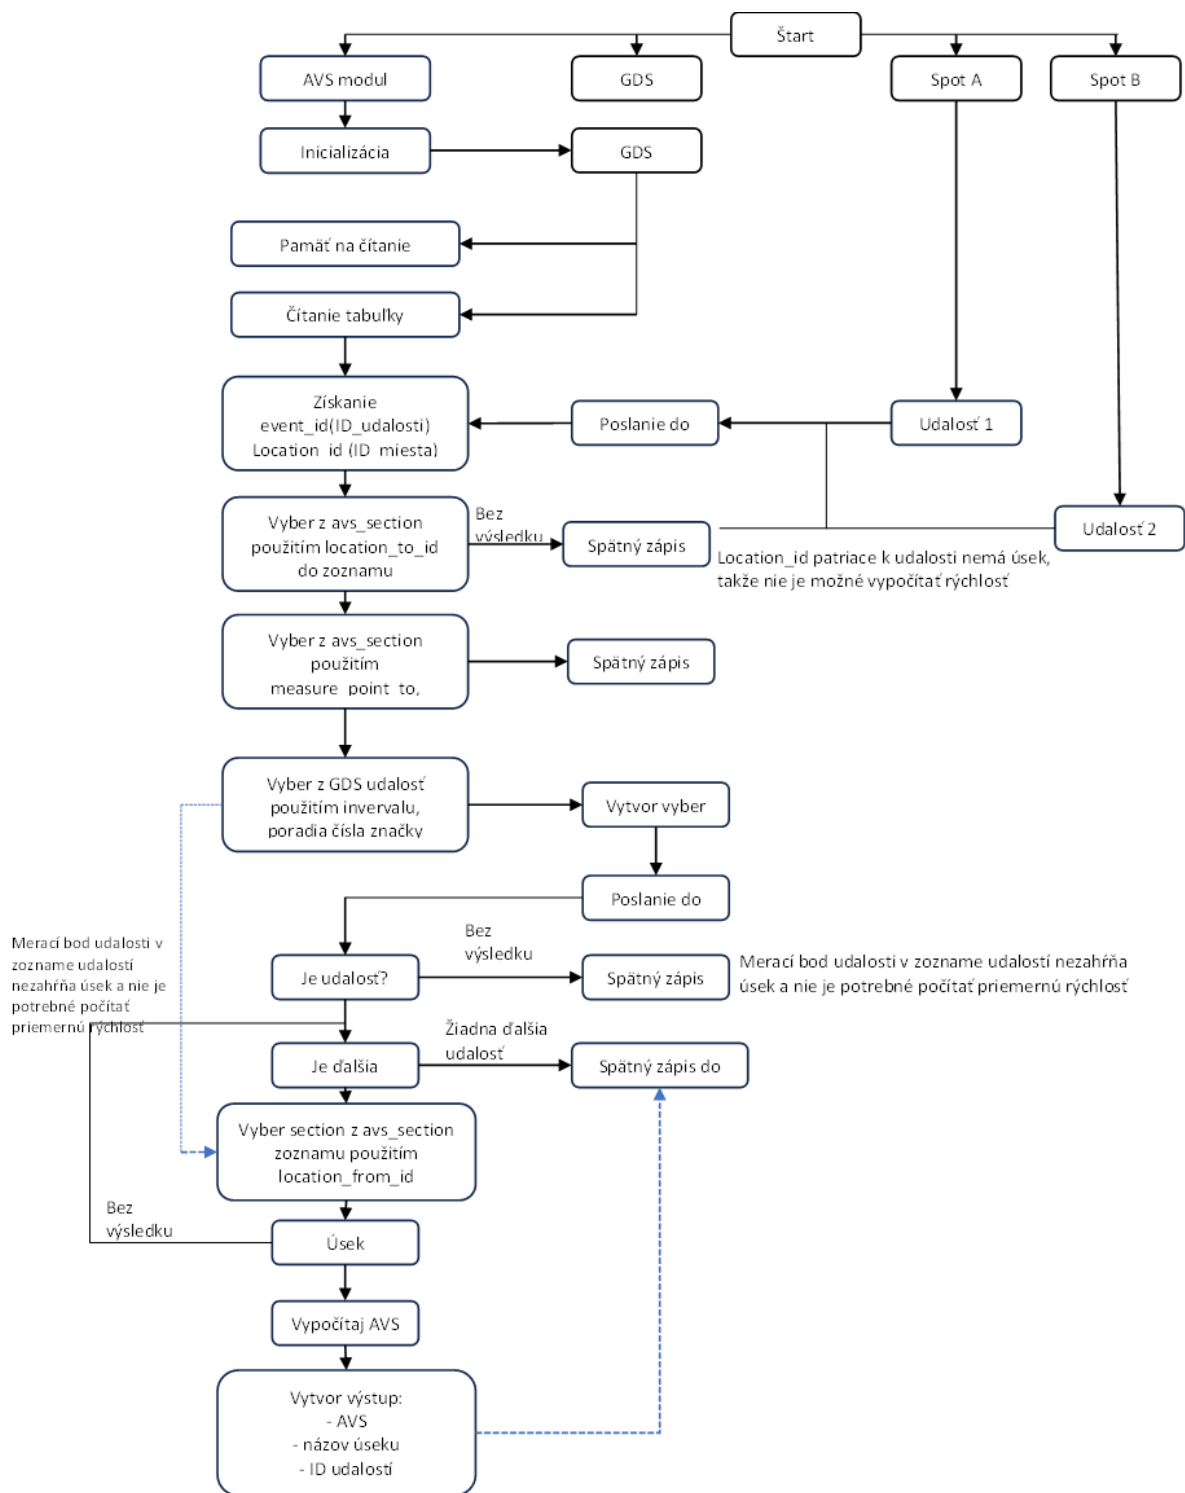 Štart
AVS modul
GDS
Spot A
Spot B
Inicializácia
GDS
Pamäť na čítanie
Čítanie tabuľky
Získanie
event_id(ID_udalosti)
Location_id (ID_miesta)
Poslanie do
Udalosť 1
Vyber z avs_section
použitím location_to_id
do zoznamu
Bez
výsledku
Spätný zápis
Udalosť 2
Location_id patriace k udalosti nemá úsek,
takže nie je možné vypočítať rýchlosť
Vyber z avs_section
použitím
measure_point_to,
Spätný zápis
Vyber z GDS udalosť
použitím invervalu,
poradia čísla značky
Vytvor vyber
Poslanie do
Merací bod udalosti v
zozname udalostí
nezahŕňa úsek a nie je
potrebné počítať
priemernú rýchlosť
Bez
výsledku
Je udalosť?
Spätný zápis
Merací bod udalosti v zozname udalostí nezahŕňa
úsek a nie je potrebné počítať priemernú rýchlosť
Žiadna ďalšia
udalosť
Je ďalšia
Spätný zápis do
Vyber section z avs_section
zoznamu použitím
location_from_id
Bez
výsledku
Úsek
Vypočítaj AVS
Vytvor výstup:
- AVS
- názov úseku
- ID udalostí